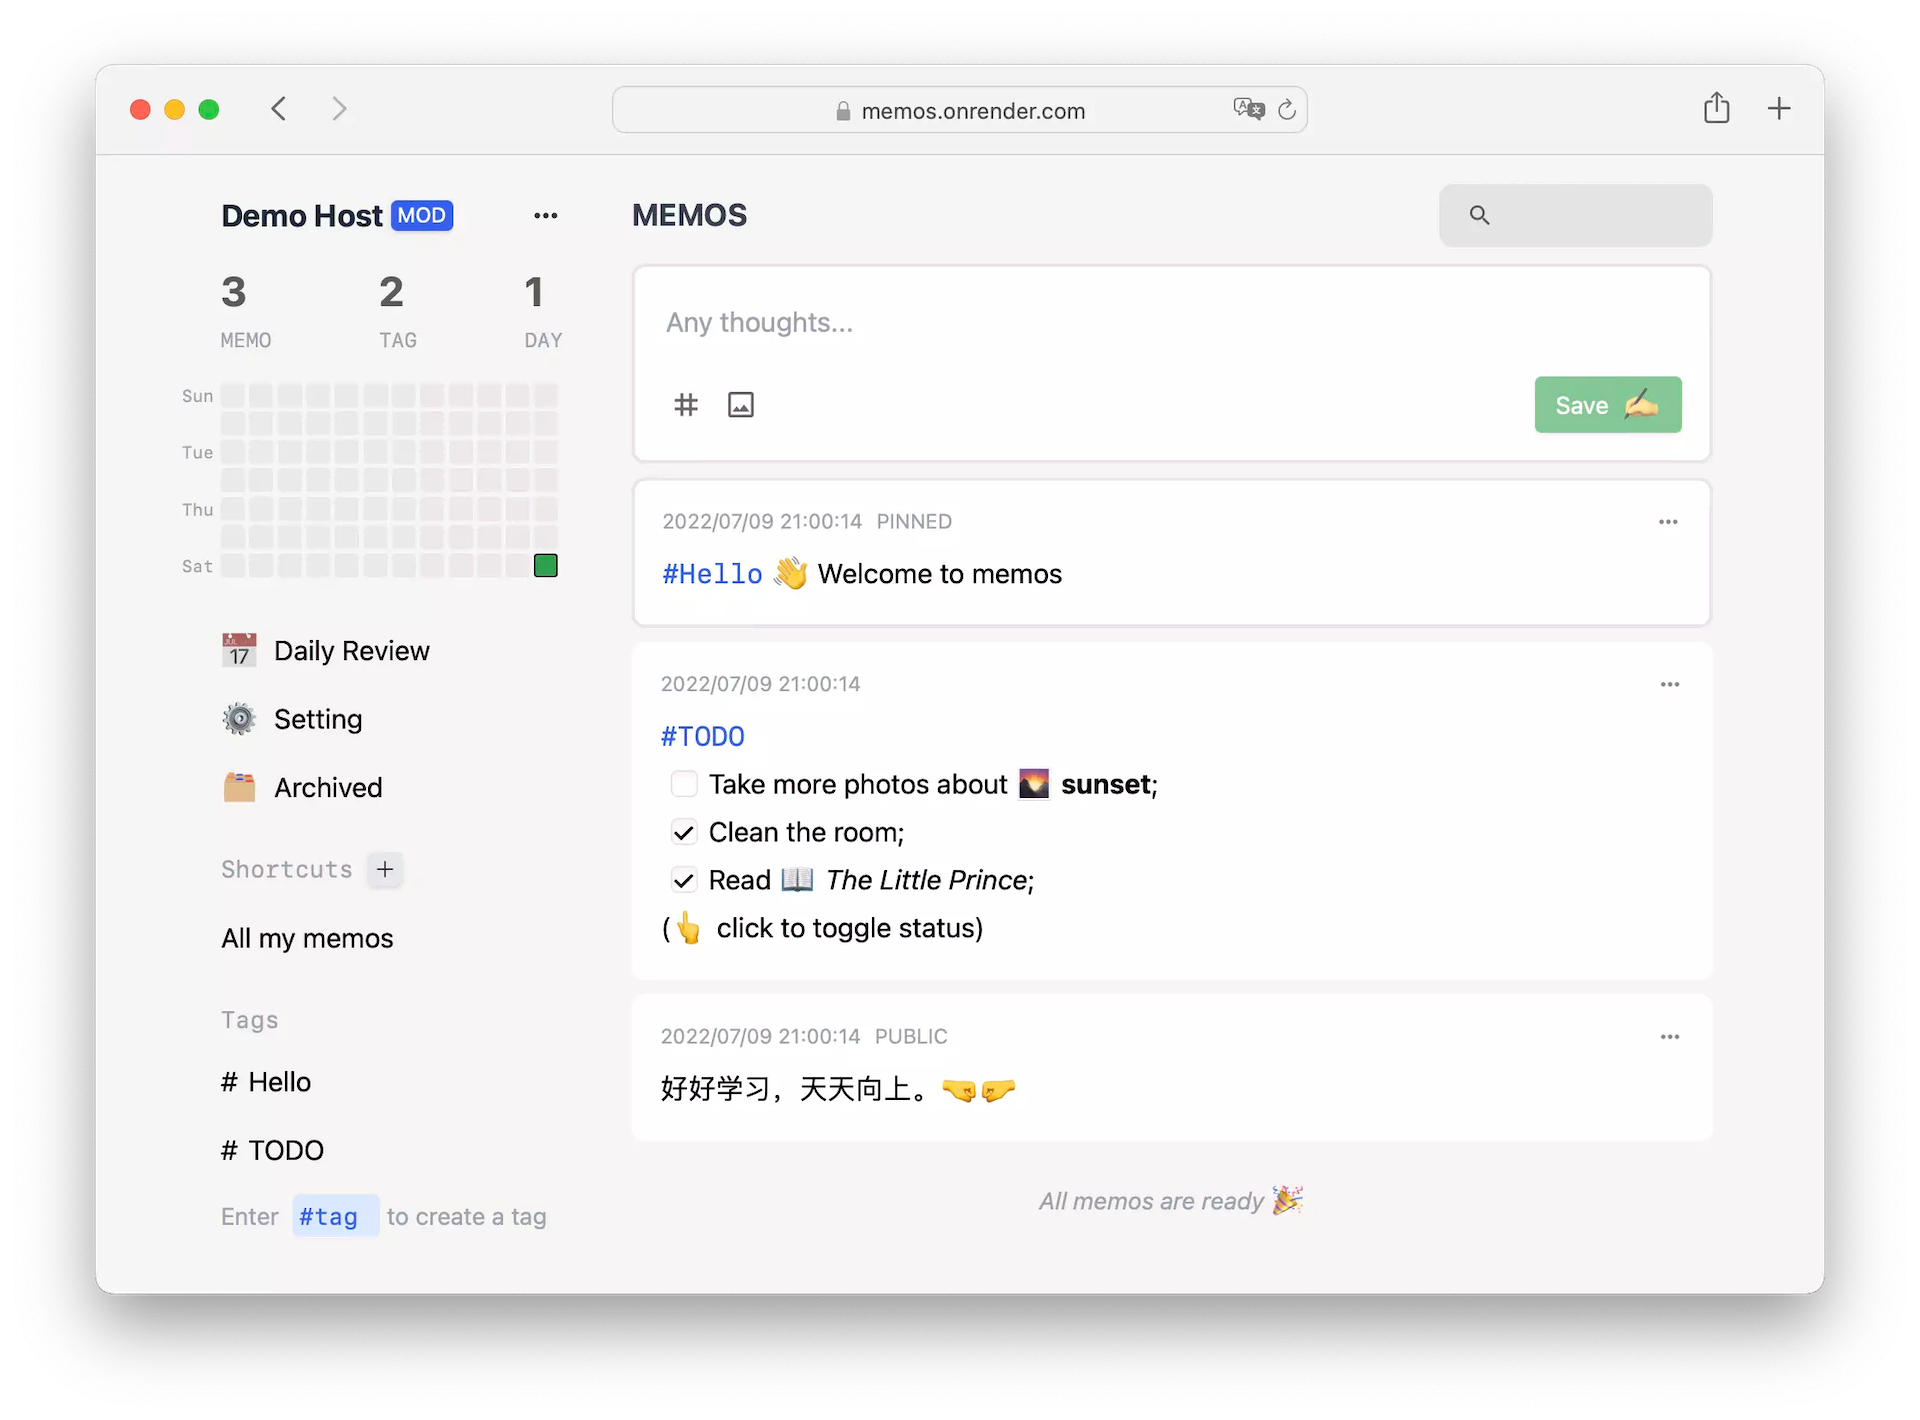 memos.onrender.com
Demo Host MOD
3 2 1
MEMO TAG DAY
Sun
Tue
Thu
Sat
JUL
17
Daily Review
Setting
Archived
Shortcuts +
All my memos
Tags
# Hello
# TODO
Enter #tag to create a tag
MEMOS
Any thoughts...
Save ✍️
2022/07/09 21:00:14 PINNED
#Hello 👋 Welcome to memos
2022/07/09 21:00:14
#TODO
Take more photos about 🌄 sunset;
Clean the room;
Read 📖 The Little Prince;
(👆 click to toggle status)
2022/07/09 21:00:14 PUBLIC
好好学习，天天向上。🤜🤛
All memos are ready 🎉